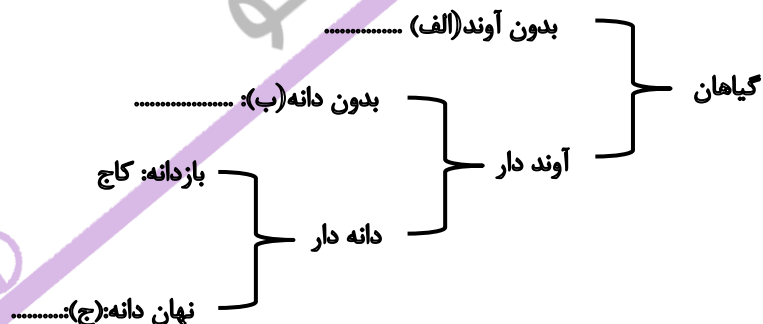 بدون آوند(الف) ...............
گیاهان
بدون دانه(ب): ...................
آوند دار
بازدانه: کاج
دانه دار
نهان دانه:(ج):..........